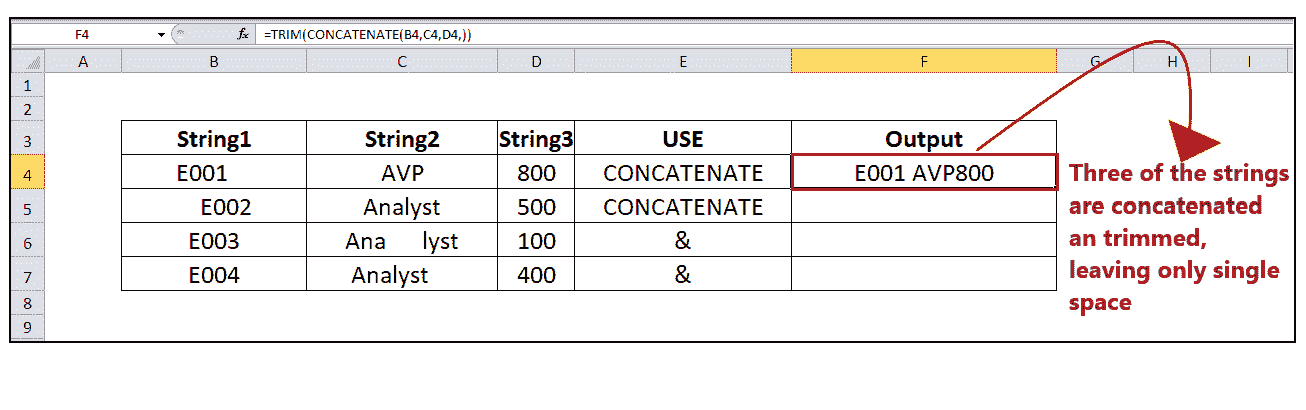 F4 fx =TRIM(CONCATENATE(B4,C4,D4,))
A B C D E F G H I
1
2
3 String1 String2 String3 USE Output
4 E001 AVP 800 CONCATENATE E001 AVP800
5 E002 Analyst 500 CONCATENATE
6 E003 Ana lyst 100 &
7 E004 Analyst 400 &
8
9
Three of the strings
are concatenated
an trimmed,
leaving only single
space